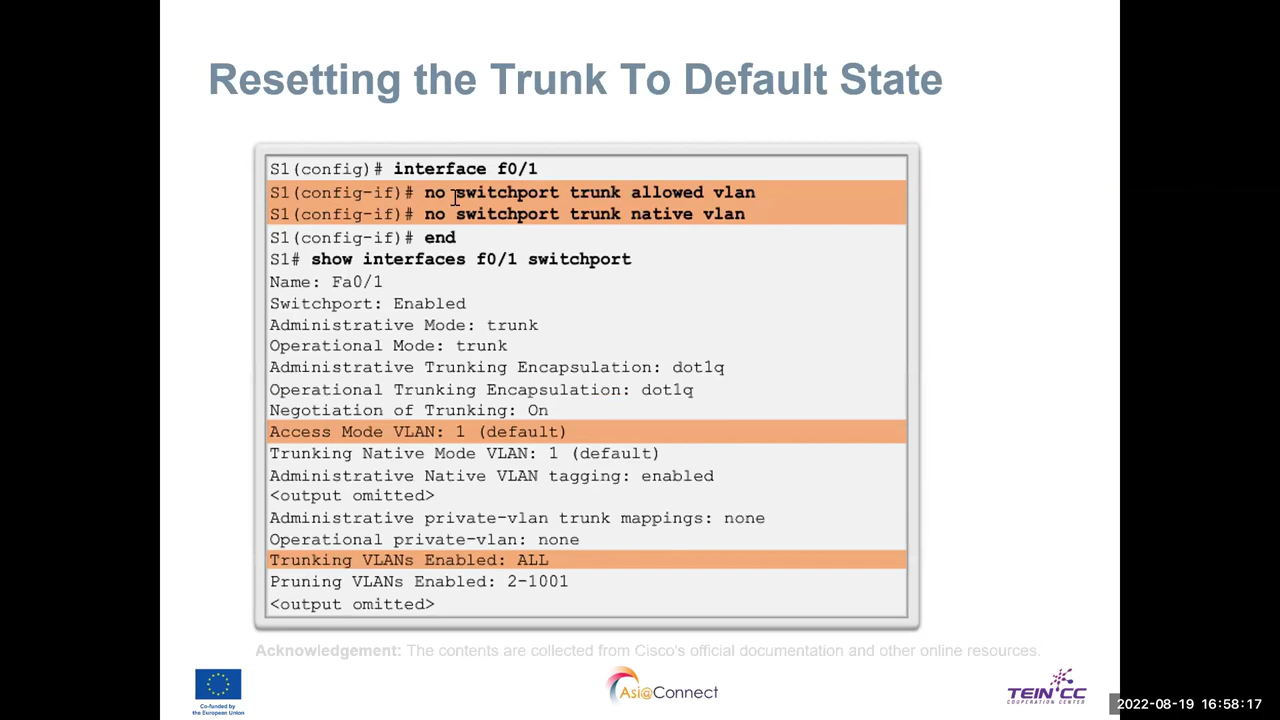 Resetting the Trunk To Default State
S1(config)# interface f0/1
S1(config-if)# no switchport trunk allowed vlan
S1(config-if)# no switchport trunk native vlan
S1(config-if)# end
S1# show interfaces f0/1 switchport
Name: Fa0/1
Switchport: Enabled
Administrative Mode: trunk
Operational Mode: trunk
Administrative Trunking Encapsulation: dot1q
Operational Trunking Encapsulation: dot1q
Negotiation of Trunking: On
Access Mode VLAN: 1 (default)
Trunking Native Mode VLAN: 1 (default)
Administrative Native VLAN tagging: enabled
<output omitted>
Administrative private-vlan trunk mappings: none
Operational private-vlan: none
Trunking VLANs Enabled: ALL
Pruning VLANs Enabled: 2-1001
<output omitted>
Acknowledgement: The contents are collected from Cisco's official documentation and other online resources.
Co-funded by
the European Union
Asi@Connect
TEIN*CC
COOPERATION CENTER
2022-08-19 16:58:17